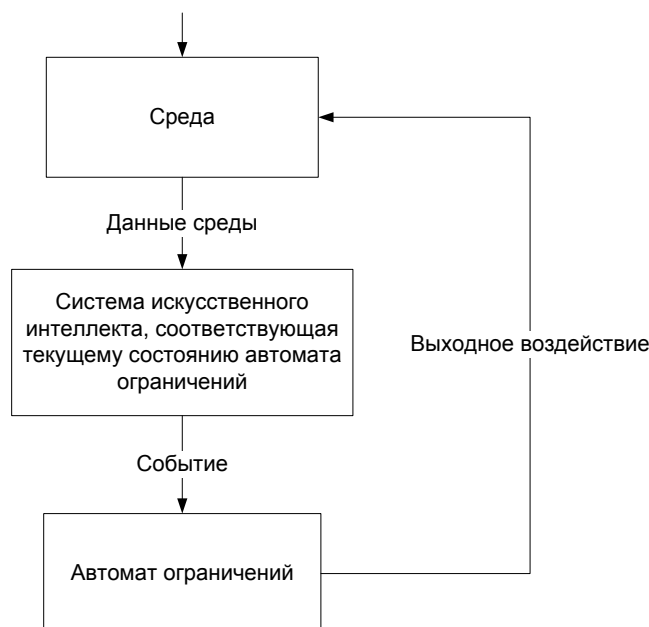 Среда
Данные среды
Система искусственного
интеллекта, соответствующая
текущему состоянию автомата
ограничений
Выходное воздействие
Событие
Автомат ограничений